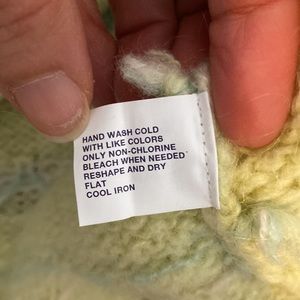 HAND WASH COLD
WITH LIKE COLORS
ONLY NON-CHLORINE
BLEACH WHEN NEEDED
RESHAPE AND DRY
FLAT
COOL IRON